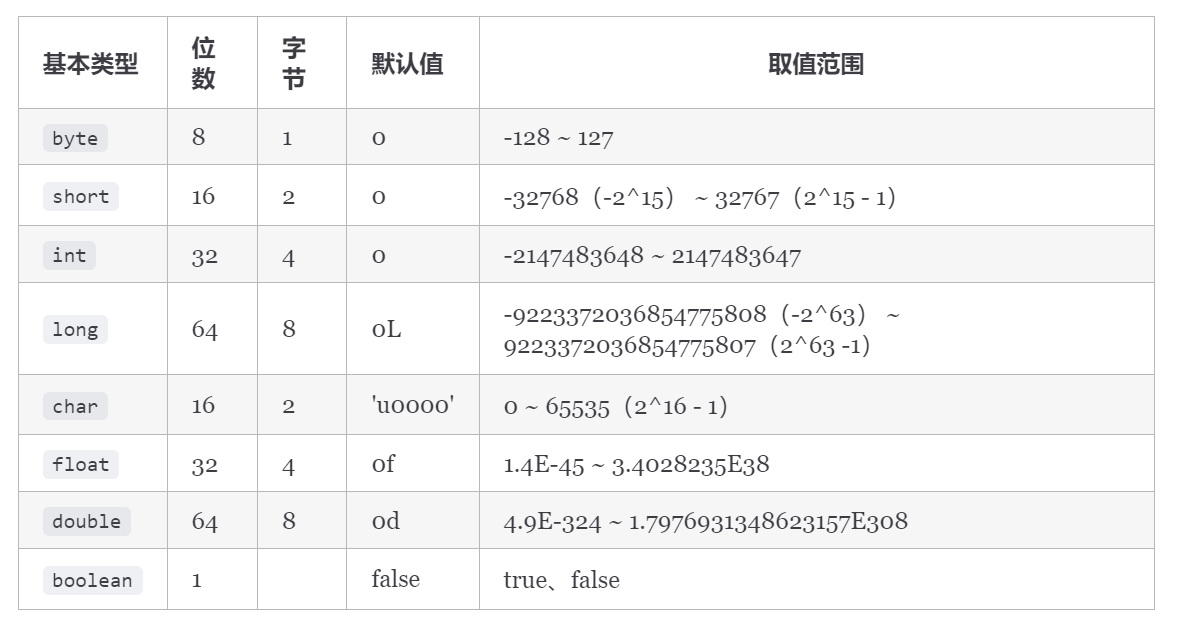 基本类型 位数 字节 默认值 取值范围
byte 8 1 0 -128 ~ 127
short 16 2 0 -32768（-2^15） ~ 32767（2^15 - 1）
int 32 4 0 -2147483648 ~ 2147483647
long 64 8 0L -9223372036854775808（-2^63） ~
9223372036854775807（2^63 -1）
char 16 2 'u0000' 0 ~ 65535（2^16 - 1）
float 32 4 0f 1.4E-45 ~ 3.4028235E38
double 64 8 0d 4.9E-324 ~ 1.7976931348623157E308
boolean 1 false true、false